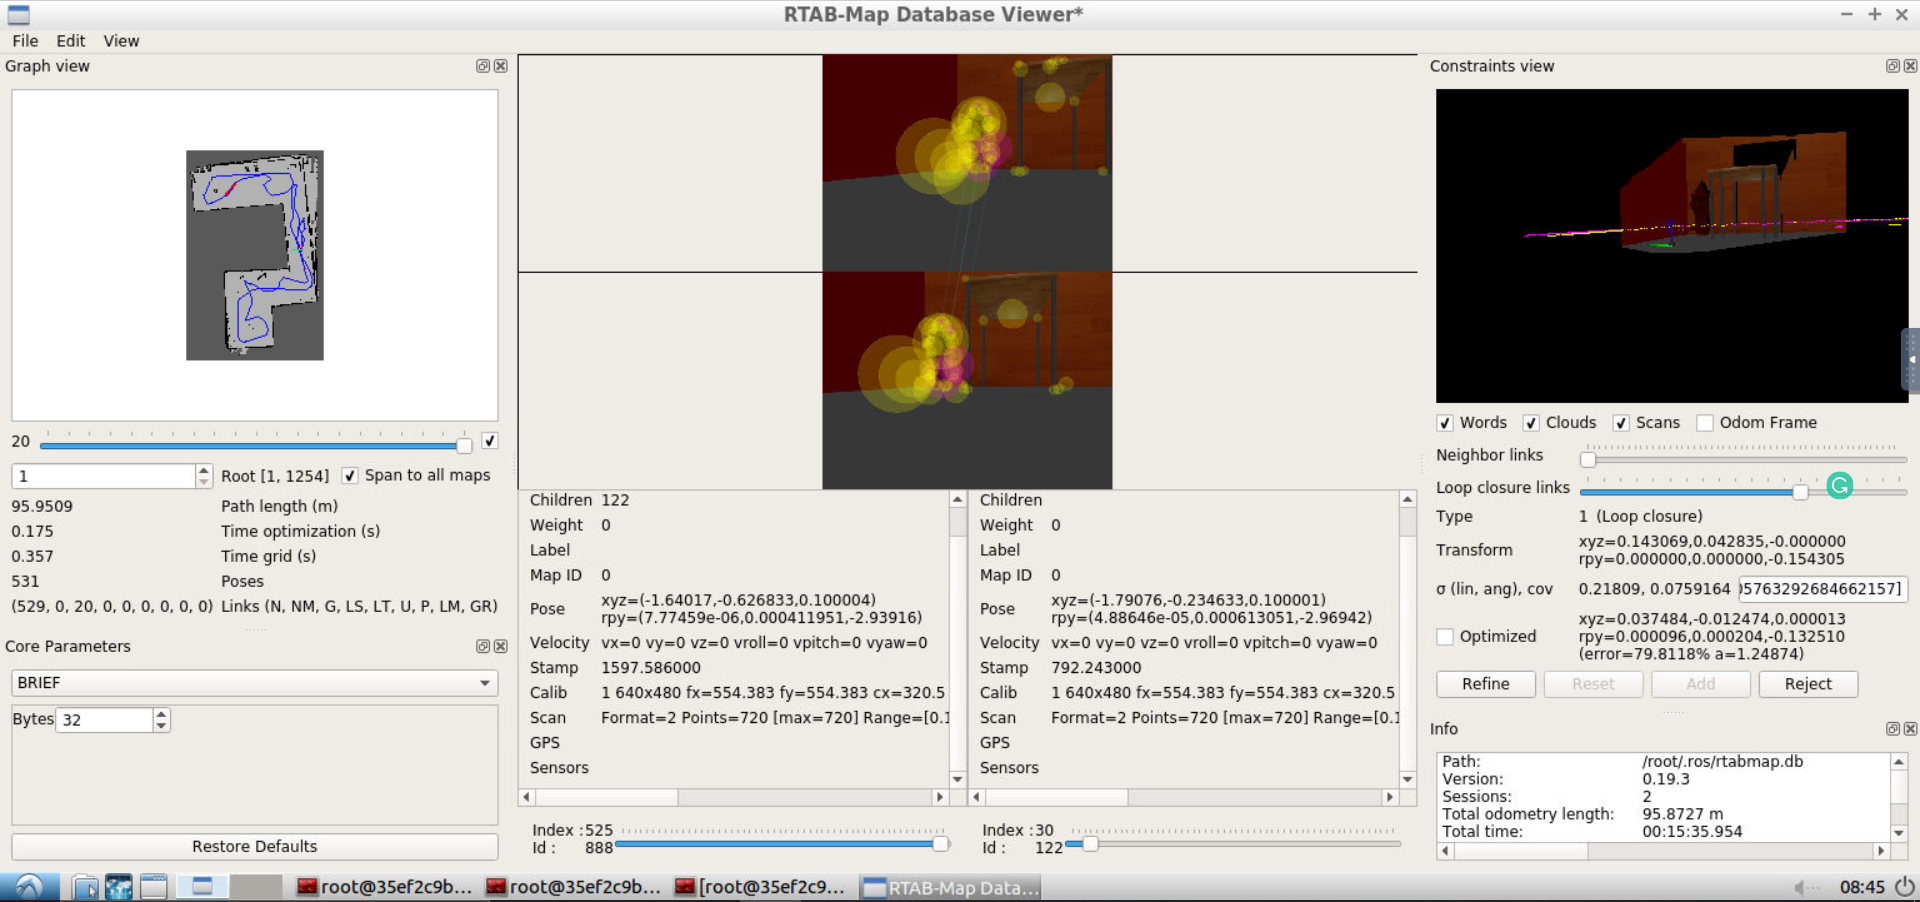 RTAB-Map Database Viewer*
File Edit View
Graph view
20
1 Root [1, 1254] Span to all maps
95.9509 Path length (m)
0.175 Time optimization (s)
0.357 Time grid (s)
531 Poses
(529, 0, 20, 0, 0, 0, 0, 0, 0) Links (N, NM, G, LS, LT, U, P, LM, GR)
Core Parameters
BRIEF
Bytes 32
Restore Defaults
Children 122
Weight 0
Label
Map ID 0
Pose xyz=(-1.64017,-0.626833,0.100004)
rpy=(7.77459e-06,0.000411951,-2.93916)
Velocity vx=0 vy=0 vz=0 vroll=0 vpitch=0 vyaw=0
Stamp 1597.586000
Calib 1 640x480 fx=554.383 fy=554.383 cx=320.5
Scan Format=2 Points=720 [max=720] Range=[0.1
GPS
Sensors
Index : 525
Id : 888
Children
Weight 0
Label
Map ID 0
Pose xyz=(-1.79076,-0.234633,0.100001)
rpy=(4.88646e-05,0.000613051,-2.96942)
Velocity vx=0 vy=0 vz=0 vroll=0 vpitch=0 vyaw=0
Stamp 792.243000
Calib 1 640x480 fx=554.383 fy=554.383 cx=320.5
Scan Format=2 Points=720 [max=720] Range=[0.1
GPS
Sensors
Index : 30
Id : 122
Constraints view
Words Clouds Scans Odom Frame
Neighbor links
Loop closure links
Type 1 (Loop closure)
Transform xyz=0.143069,0.042835,-0.000000
rpy=0.000000,0.000000,-0.154305
σ (lin, ang), cov 0.21809, 0.0759164 )57632926846621 57]
Optimized xyz=0.037484,-0.012474,0.000013
rpy=0.000096,0.000204,-0.132510
(error=79.8118% a=1.24874)
Refine Reset Add Reject
Info
Path: /root/.ros/rtabmap.db
Version: 0.19.3
Sessions: 2
Total odometry length: 95.8727 m
Total time: 00:15:35.954
root@35ef2c9b... root@35ef2c9b... [root@35ef2c9... RTAB-Map Data... 08:45